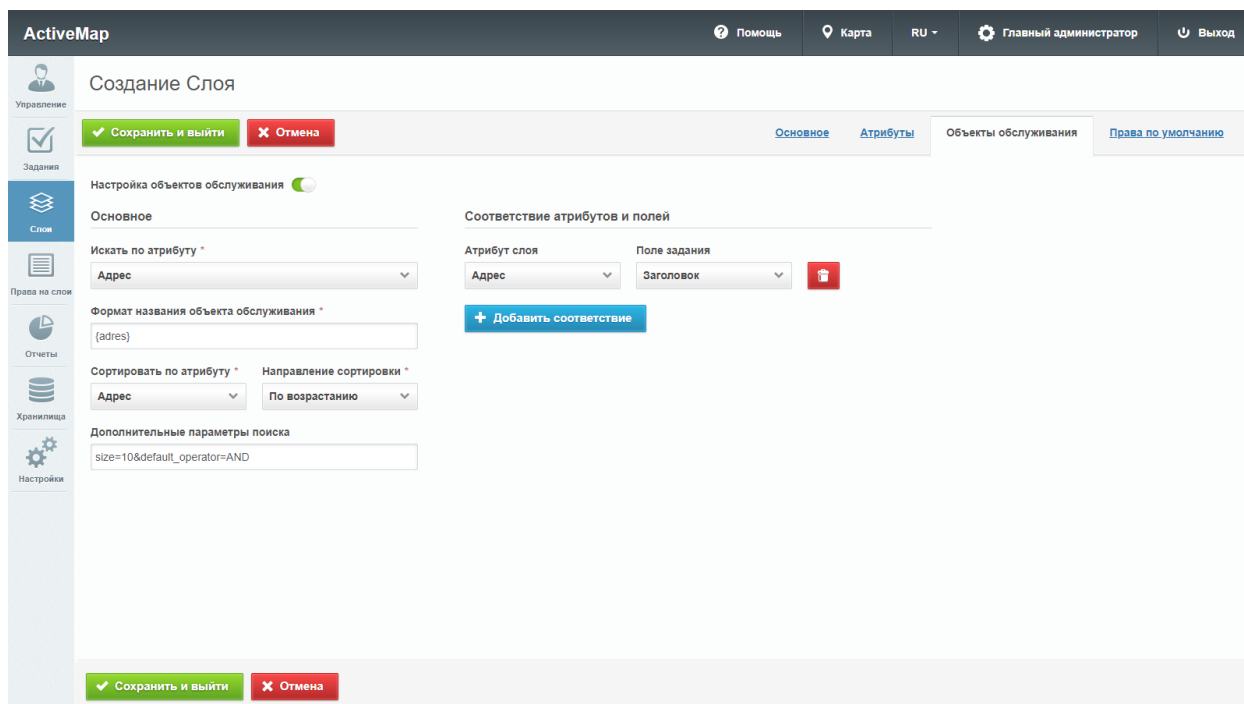 ActiveMap
Помощь
Карта
RU
Главный администратор
Выход
Управление
Задания
Слои
Права на слои
Отчеты
Хранилища
Настройки
Создание Слоя
Сохранить и выйти
Отмена
Основное
Атрибуты
Объекты обслуживания
Права по умолчанию
Настройка объектов обслуживания
Основное
Искать по атрибуту *
Адрес
Формат названия объекта обслуживания *
{adres}
Сортировать по атрибуту *
Направление сортировки *
Адрес
По возрастанию
Дополнительные параметры поиска
size=10&default_operator=AND
Соответствие атрибутов и полей
Атрибут слоя
Поле задания
Адрес
Заголовок
Добавить соответствие
Сохранить и выйти
Отмена